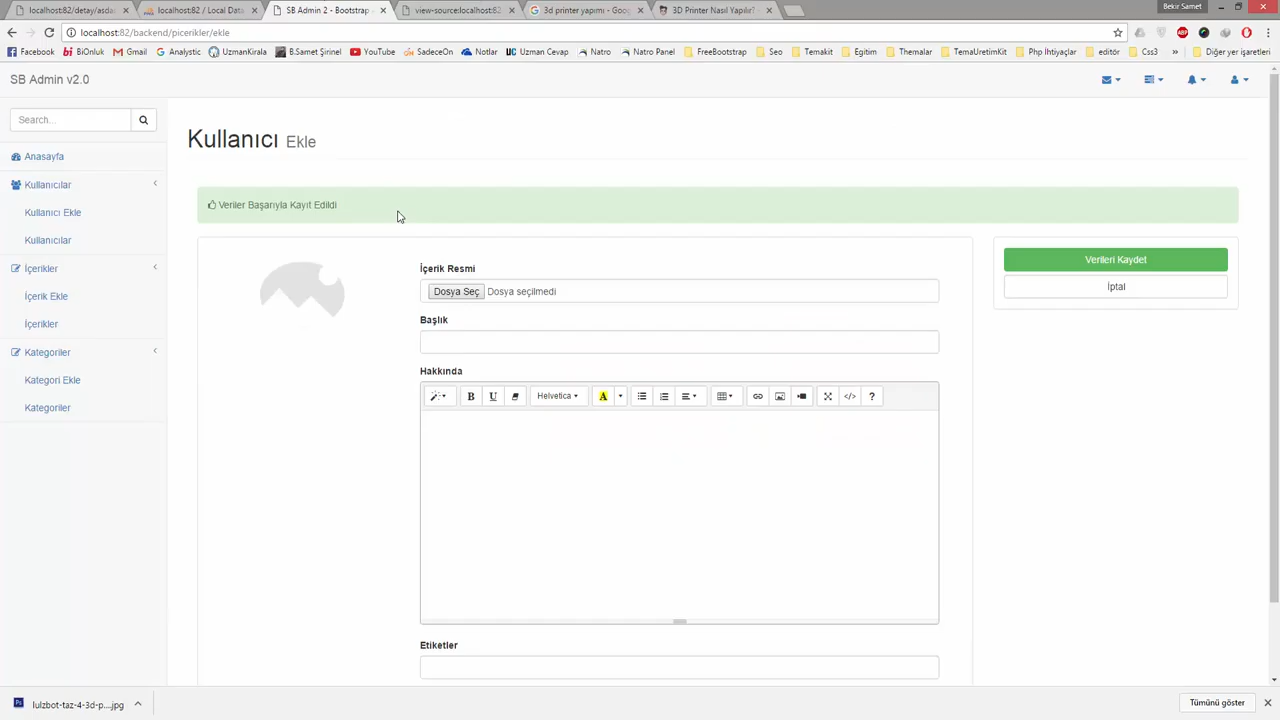 localhost:82/detay/asda
localhost:82 / Local Data
SB Admin 2 - Bootstrap
view-source:localhost:82
3d printer yapımı - Goog
3D Printer Nasıl Yapılır?
Bekir Samet
localhost:82/backend/picerikler/ekle
Facebook
BiOnluk
Gmail
Analystic
UzmanKirala
B.Samet Şirinel
YouTube
SadeceOn
Notlar
Uzman Cevap
Natro
Natro Panel
FreeBootstrap
Seo
Temakit
Egitim
Themalar
TemaUretimKit
Php İhtiyaçlar
editör
Css3
»
Diğer yer işaretleri
SB Admin v2.0
Search...
Anasayfa
Kullanıcılar
Kullanıcı Ekle
Kullanıcılar
İçerikler
İçerik Ekle
İçerikler
Kategoriler
Kategori Ekle
Kategoriler
Kullanıcı Ekle
Veriler Başarıyla Kayıt Edildi
İçerik Resmi
Dosya Seç Dosya seçilmedi
Başlık
Hakkında
B U Helvetica A </> ?
Etiketler
Verileri Kaydet
İptal
lulzbot-taz-4-3d-p....jpg
Tümünü göster